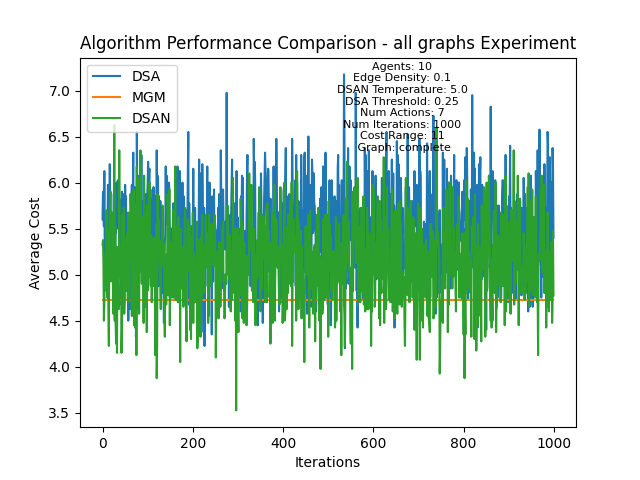 Algorithm Performance Comparison - all graphs Experiment
DSA
MGM
DSAN
Agents: 10
Edge Density: 0.1
DSAN Temperature: 5.0
DSA Threshold: 0.25
Num Actions: 7
Num Iterations: 1000
Cost Range: 11
Graph: complete
Average Cost
7.0
6.5
6.0
5.5
5.0
4.5
4.0
3.5
0
200
400
600
800
1000
Iterations